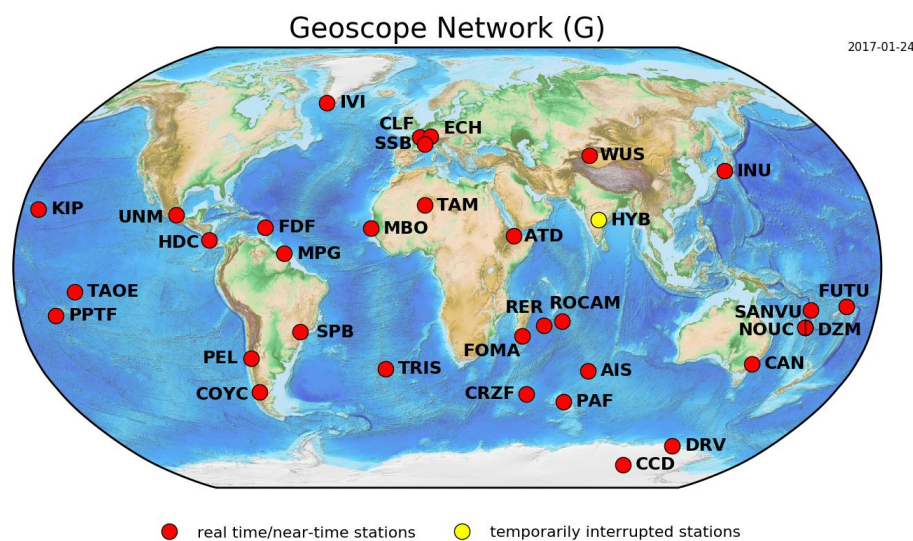 Geoscope Network (G)
2017-01-24
IVI
CLF
ECH
SSB
WUS
INU
KIP
UNM
TAM
HYB
FDF
MBO
ATD
HDC
MPG
TAOE
FUTU
PPTF
RER
ROCAM
SANVU
SPB
NOUC
DZM
FOMA
PEL
TRIS
AIS
CAN
COYC
CRZF
PAF
DRV
CCD
real time/near-time stations
temporarily interrupted stations